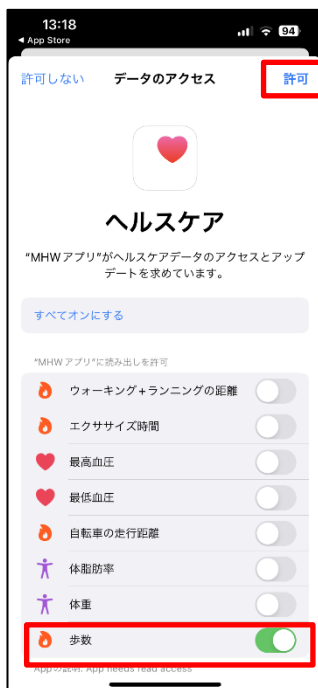 13:18
94
◀ App Store
許可しない データのアクセス 許可
ヘルスケア
"MHWアプリ"がヘルスケアデータのアクセスとアップ
デートを求めています。
すべてオンにする
"MHWアプリ"に読み出しを許可
ウォーキング+ランニングの距離
エクササイズ時間
最高血圧
最低血圧
自転車の走行距離
体脂肪率
体重
歩数
Appの説明: App needs read access